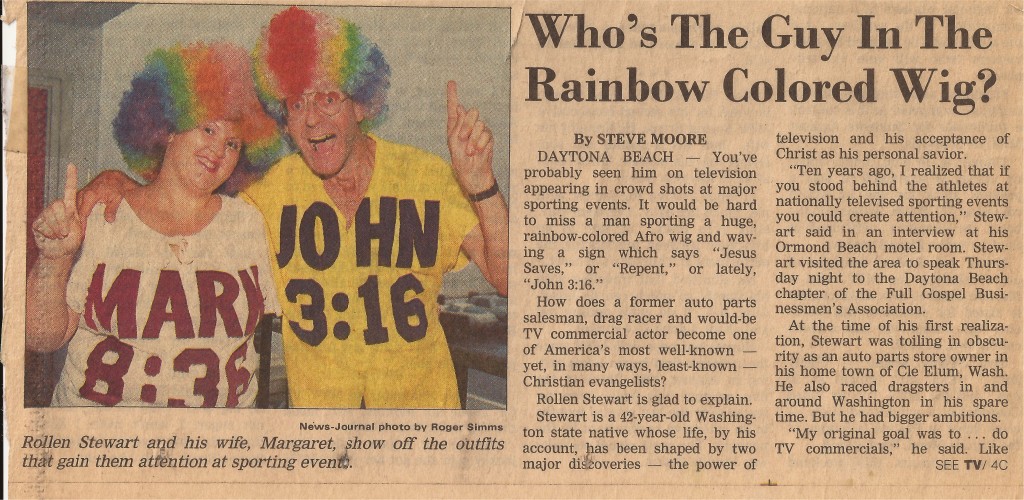 Who's The Guy In The
Rainbow Colored Wig?
MARK
8:36
JOHN
3:16
News-Journal photo by Roger Simms
Rollen Stewart and his wife, Margaret, show off the outfits
that gain them attention at sporting events.
By STEVE MOORE
DAYTONA BEACH — You've
probably seen him on television
appearing in crowd shots at major
sporting events. It would be hard
to miss a man sporting a huge,
rainbow-colored Afro wig and wav-
ing a sign which says "Jesus
Saves," or "Repent," or lately,
"John 3:16."
How does a former auto parts
salesman, drag racer and would-be
TV commercial actor become one
of America's most well-known —
yet, in many ways, least-known —
Christian evangelists?
Rollen Stewart is glad to explain.
Stewart is a 42-year-old Washing-
ton state native whose life, by his
account, has been shaped by two
major discoveries — the power of
television and his acceptance of
Christ as his personal savior.
"Ten years ago, I realized that if
you stood behind the athletes at
nationally televised sporting events
you could create attention," Stew-
art said in an interview at his
Ormond Beach motel room. Stew-
art visited the area to speak Thurs-
day night to the Daytona Beach
chapter of the Full Gospel Busi-
nessmen's Association.
At the time of his first realiza-
tion, Stewart was toiling in obscu-
rity as an auto parts store owner in
his home town of Cle Elum, Wash.
He also raced dragsters in and
around Washington in his spare
time. But he had bigger ambitions.
"My original goal was to . . . do
TV commercials," he said. Like
SEE TV/ 4C